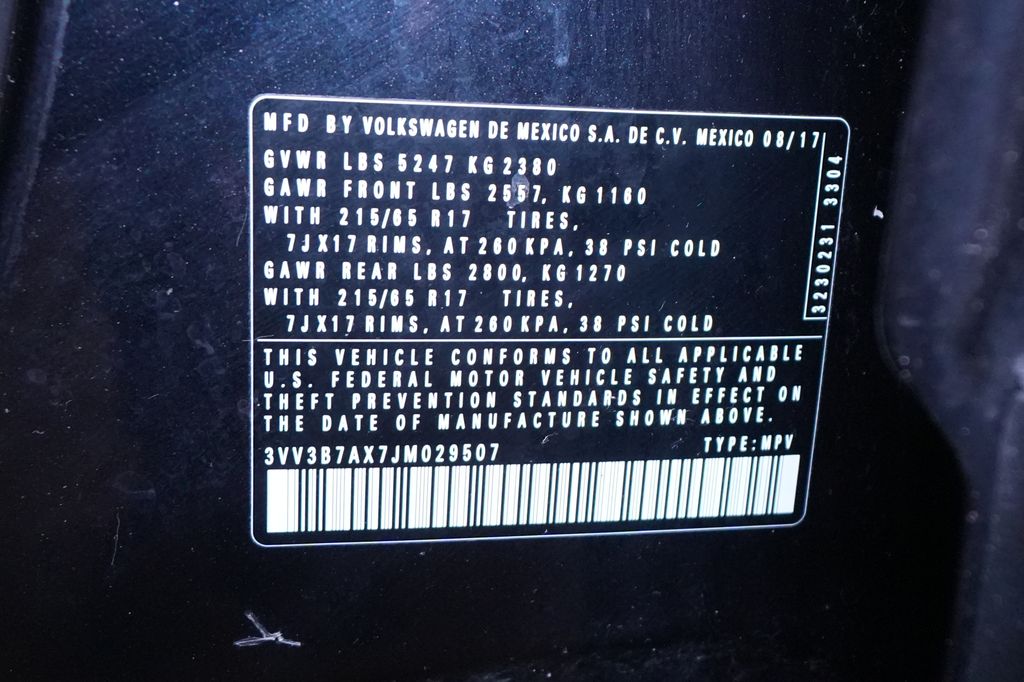 MFD BY VOLKSWAGEN DE MEXICO S.A. DE C.V. MEXICO 08/17
GVWR LBS 5247 KG 2380
GAWR FRONT LBS 2557, KG 1160
WITH 215/65 R17 TIRES,
7JX17 RIMS, AT 260 KPA, 38 PSI COLD
GAWR REAR LBS 2800, KG 1270
WITH 215/65 R17 TIRES,
7JX17 RIMS, AT 260 KPA, 38 PSI COLD
3230231 3304
THIS VEHICLE CONFORMS TO ALL APPLICABLE
U.S. FEDERAL MOTOR VEHICLE SAFETY AND
THEFT PREVENTION STANDARDS IN EFFECT ON
THE DATE OF MANUFACTURE SHOWN ABOVE.
3VV3B7AX7JM029507 TYPE: MPV